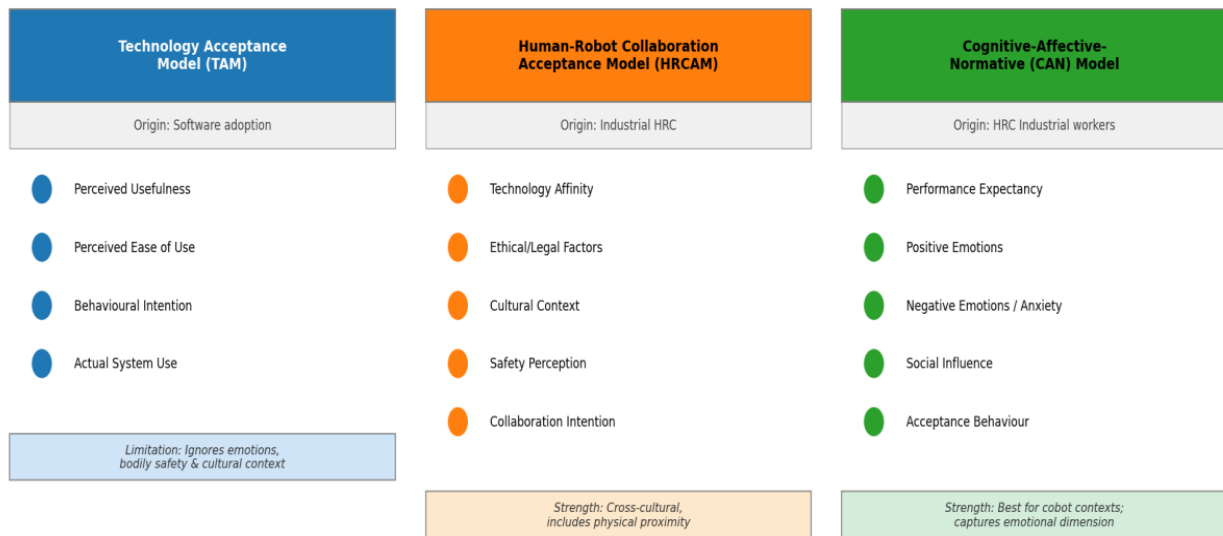 Technology Acceptance
Model (TAM)
Origin: Software adoption
Perceived Usefulness
Perceived Ease of Use
Behavioural Intention
Actual System Use
Limitation: Ignores emotions,
bodily safety & cultural context
Human-Robot Collaboration
Acceptance Model (HRCAM)
Origin: Industrial HRC
Technology Affinity
Ethical/Legal Factors
Cultural Context
Safety Perception
Collaboration Intention
Strength: Cross-cultural,
includes physical proximity
Cognitive-Affective-
Normative (CAN) Model
Origin: HRC Industrial workers
Performance Expectancy
Positive Emotions
Negative Emotions / Anxiety
Social Influence
Acceptance Behaviour
Strength: Best for cobot contexts;
captures emotional dimension